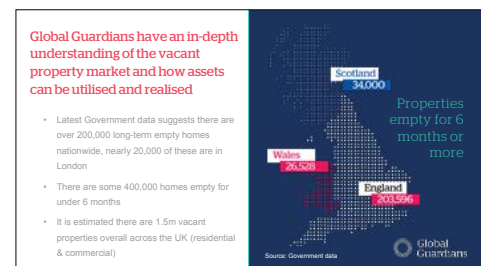 Global Guardians have an in-depth
understanding of the vacant
property market and how assets
can be utilised and realised
• Latest Government data suggests there are
over 200,000 long-term empty homes
nationwide, nearly 20,000 of these are in
London
• There are some 400,000 homes empty for
under 6 months
• It is estimated there are 1.5m vacant
properties overall across the UK (residential
& commercial)
Scotland
34,000
Properties
empty for 6
months or
more
Wales
26,528
England
203,596
Source: Government data
Global
Guardians